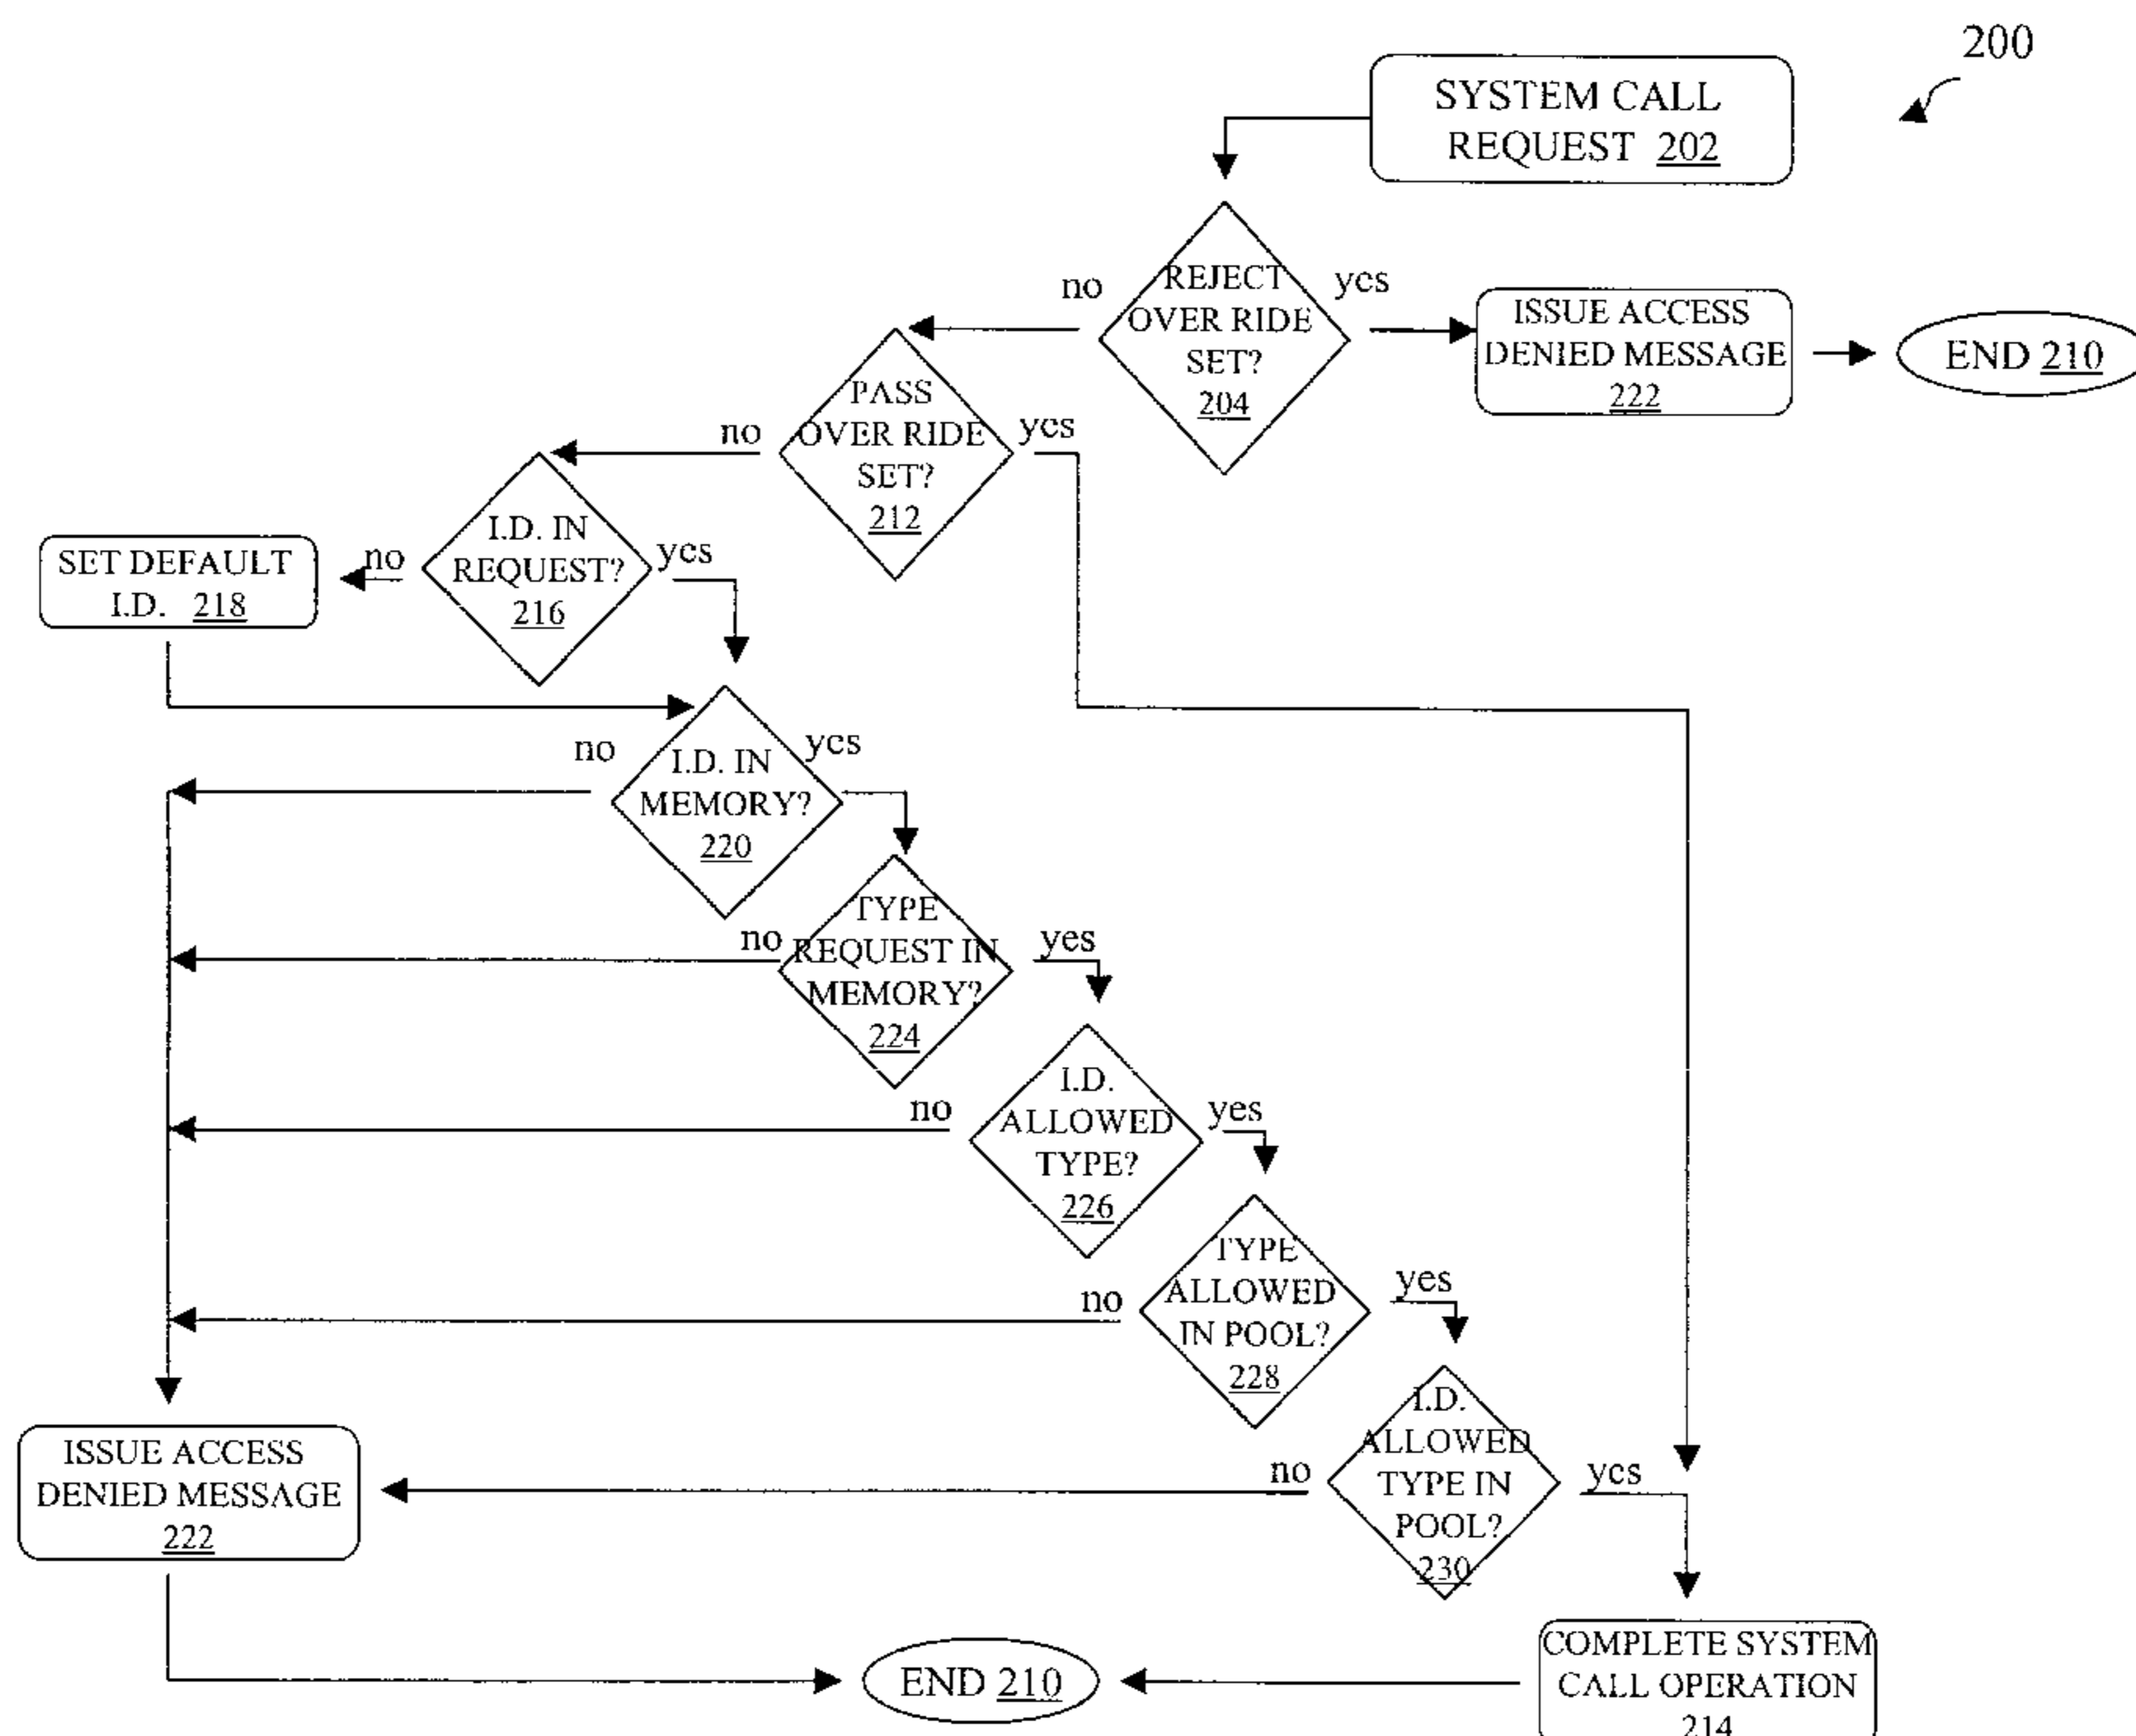 200
SYSTEM CALL
REQUEST 202
no
REJECT
OVER RIDE
SET?
204
yes
ISSUE ACCESS
DENIED MESSAGE
222
END 210
no
PASS
OVER RIDE
SET?
212
yes
SET DEFAULT
I.D. 218
no
I.D. IN
REQUEST?
216
yes
no
I.D. IN
MEMORY?
220
yes
no
TYPE
REQUEST IN
MEMORY?
224
yes
no
I.D.
ALLOWED
TYPE?
226
yes
no
TYPE
ALLOWED
IN POOL?
228
yes
ISSUE ACCESS
DENIED MESSAGE
222
no
I.D.
ALLOWED
TYPE IN
POOL?
230
yes
END 210
COMPLETE SYSTEM
CALL OPERATION
214